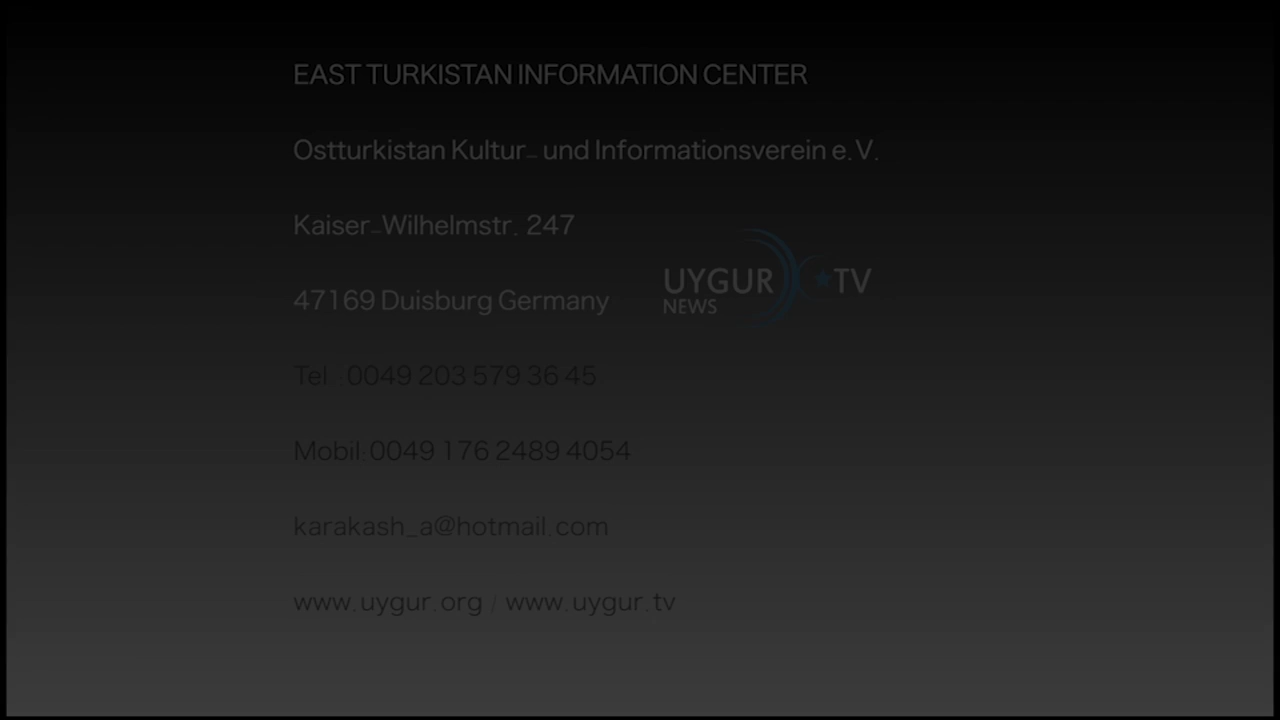 EAST TURKISTAN INFORMATION CENTER
Ostturkistan Kultur- und Informationsverein e.V.
Kaiser-Wilhelmstr. 247
47169 Duisburg Germany
UYGUR TV
NEWS
Tel.: 0049 203 579 36 45
Mobil:0049 176 2489 4054
karakash_a@hotmail.com
www.uygur.org / www.uygur.tv